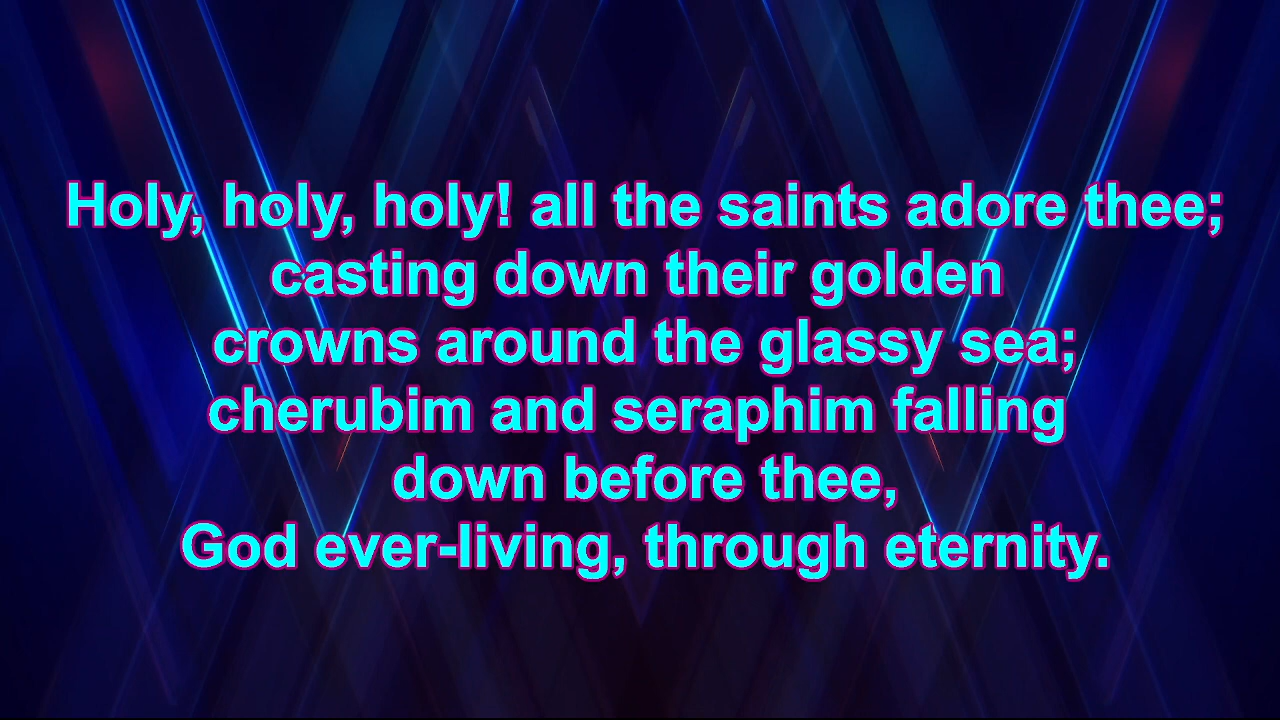 Holy, holy, holy! all the saints adore thee;
casting down their golden
crowns around the glassy sea;
cherubim and seraphim falling
down before thee,
God ever-living, through eternity.